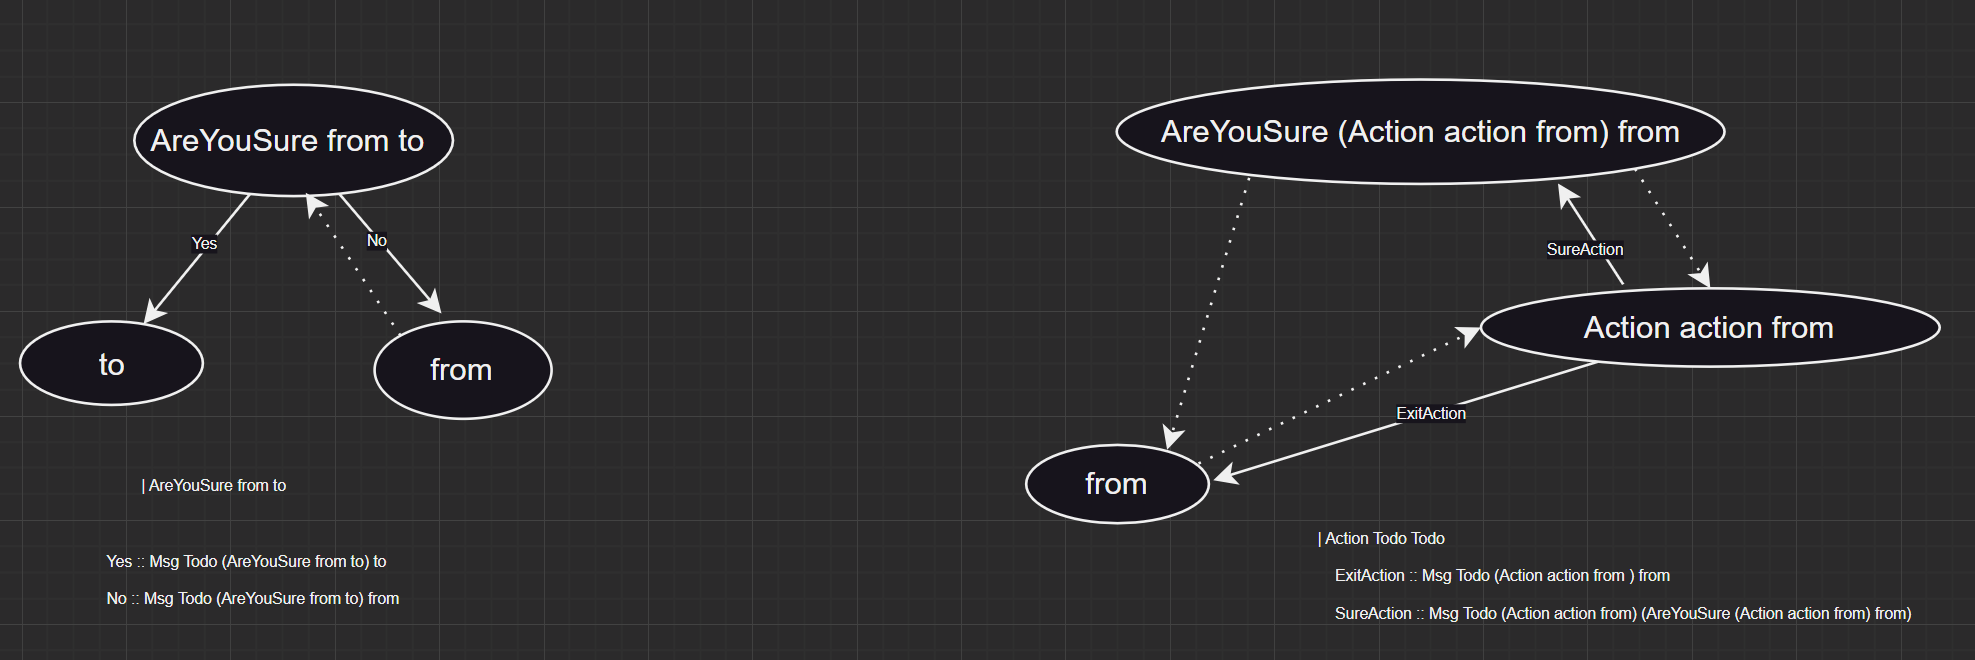 AreYouSure from to
Yes
No
to
from
| AreYouSure from to
Yes :: Msg Todo (AreYouSure from to) to
No :: Msg Todo (AreYouSure from to) from
AreYouSure (Action action from) from
SureAction
Action action from
ExitAction
from
| Action Todo Todo
ExitAction :: Msg Todo (Action action from ) from
SureAction :: Msg Todo (Action action from) (AreYouSure (Action action from) from)